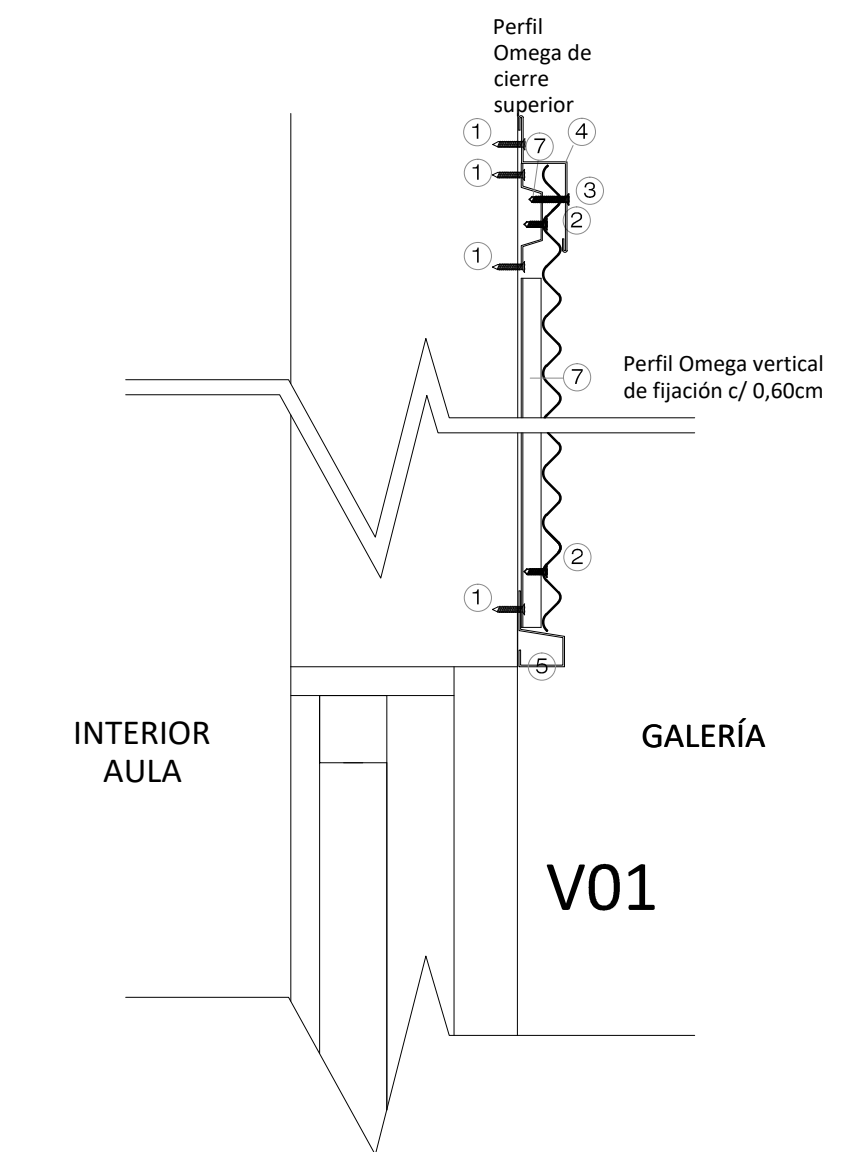 Perfil
Omega de
cierre
superior
1
7
4
1
3
2
1
Perfil Omega vertical
de fijación c/ 0,60cm
7
2
1
5
INTERIOR
AULA
GALERÍA
V01